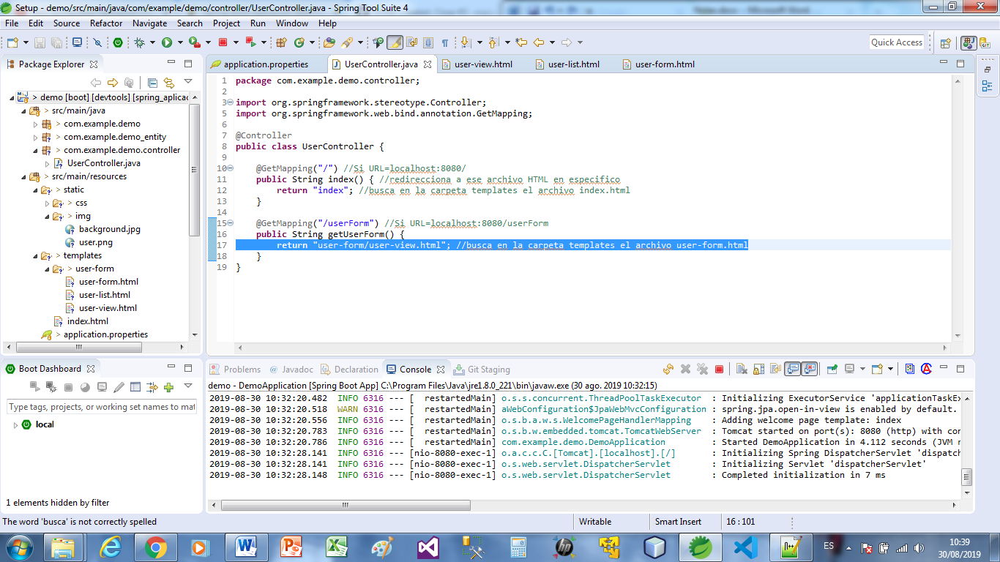 Setup - demo/src/main/java/com/example/demo/controller/UserController.java - Spring Tool Suite 4
File Edit Source Refactor Navigate Search Project Run Window Help
Quick Access
Package Explorer
> demo [boot] [devtools] [spring_aplicac
> src/main/java
> com.example.demo
> com.example.demo_entity
> com.example.demo.controller
UserController.java
> src/main/resources
> static
> css
> img
background.jpg
user.png
> templates
> user-form
user-form.html
user-list.html
user-view.html
index.html
> application.properties
application.properties UserController.java user-view.html user-list.html user-form.html
1 package com.example.demo.controller;
2
3 import org.springframework.stereotype.Controller;
5 import org.springframework.web.bind.annotation.GetMapping;
6
7 @Controller
8 public class UserController {
9
10 @GetMapping("/") //Si URL=localhost:8080/
11 public String index() { //redirecciona a ese archivo HTML en especifico
12 return "index"; //busca en la carpeta templates el archivo index.html
13 }
14
15 @GetMapping("/userForm") //Si URL=localhost:8080/userForm
16 public String getUserForm() {
17 return "user-form/user-view.html"; //busca en la carpeta templates el archivo user-form.html
18 }
19 }
Boot Dashboard
Type tags, projects, or working set names to mat
local
1 elements hidden by filter
Problems @ Javadoc Declaration Console Git Staging
demo - DemoApplication [Spring Boot App] C:\Program Files\Java\jre1.8.0_221\bin\javaw.exe (30 ago. 2019 10:32:15)
2019-08-30 10:32:20.482 INFO 6316 --- [ restartedMain] o.s.s.concurrent.ThreadPoolTaskExecutor : Initializing ExecutorService 'applicationTaskEx
2019-08-30 10:32:20.518 WARN 6316 --- [ restartedMain] aWebConfiguration$JpaWebMvcConfiguration : spring.jpa.open-in-view is enabled by default.
2019-08-30 10:32:20.556 INFO 6316 --- [ restartedMain] o.s.b.a.w.s.WelcomePageHandlerMapping : Adding welcome page template: index
2019-08-30 10:32:20.783 INFO 6316 --- [ restartedMain] o.s.b.w.embedded.tomcat.TomcatWebServer : Tomcat started on port(s): 8080 (http) with con
2019-08-30 10:32:20.786 INFO 6316 --- [ restartedMain] com.example.demo.DemoApplication : Started DemoApplication in 4.112 seconds (JVM r
2019-08-30 10:32:28.141 INFO 6316 --- [nio-8080-exec-1] o.a.c.c.C.[Tomcat].[localhost].[/] : Initializing Spring DispatcherServlet 'dispatch
2019-08-30 10:32:28.141 INFO 6316 --- [nio-8080-exec-1] o.s.web.servlet.DispatcherServlet : Initializing Servlet 'dispatcherServlet'
2019-08-30 10:32:28.148 INFO 6316 --- [nio-8080-exec-1] o.s.web.servlet.DispatcherServlet : Completed initialization in 7 ms
The word 'busca' is not correctly spelled Writable Smart Insert 16 : 101
ES
10:39
30/08/2019